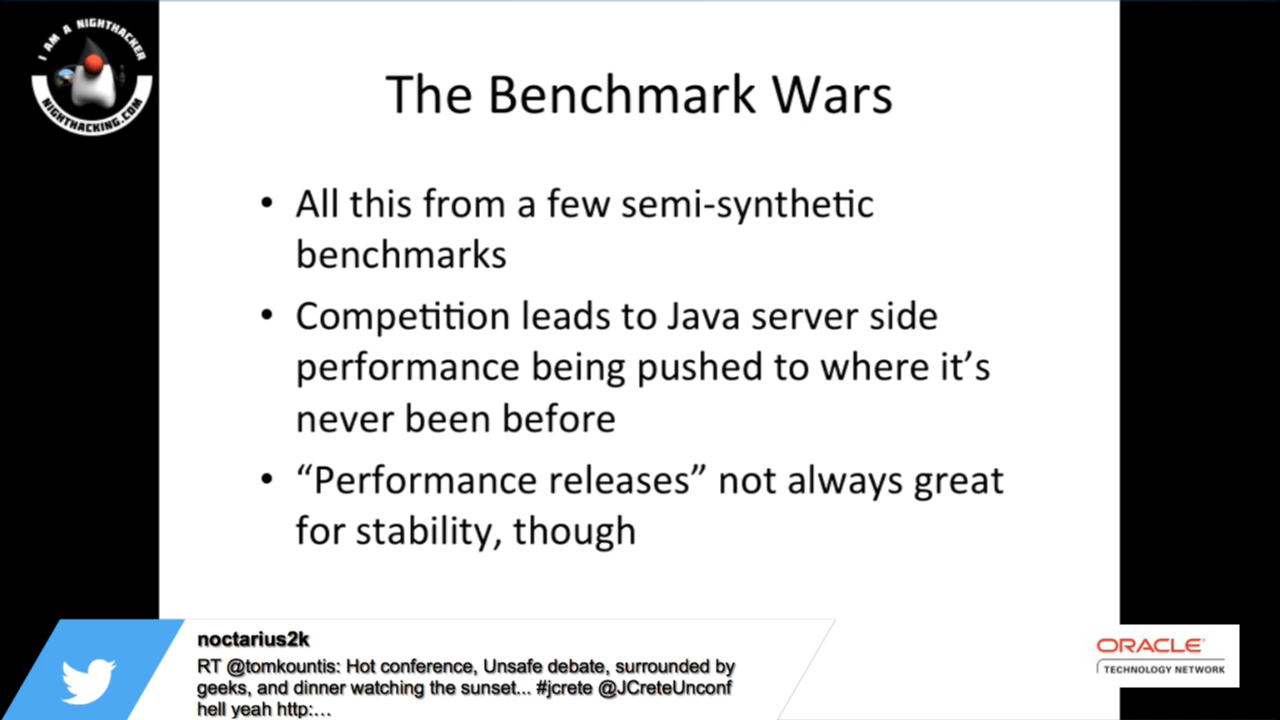 I AM A NIGHTHACKER
NIGHTHACKING.COM
The Benchmark Wars
• All this from a few semi-synthetic
benchmarks
• Competition leads to Java server side
performance being pushed to where it’s
never been before
• “Performance releases” not always great
for stability, though
noctarius2k
RT @tomkountis: Hot conference, Unsafe debate, surrounded by
geeks, and dinner watching the sunset... #jcrete @JCreteUnconf
hell yeah http:…
ORACLE
TECHNOLOGY NETWORK